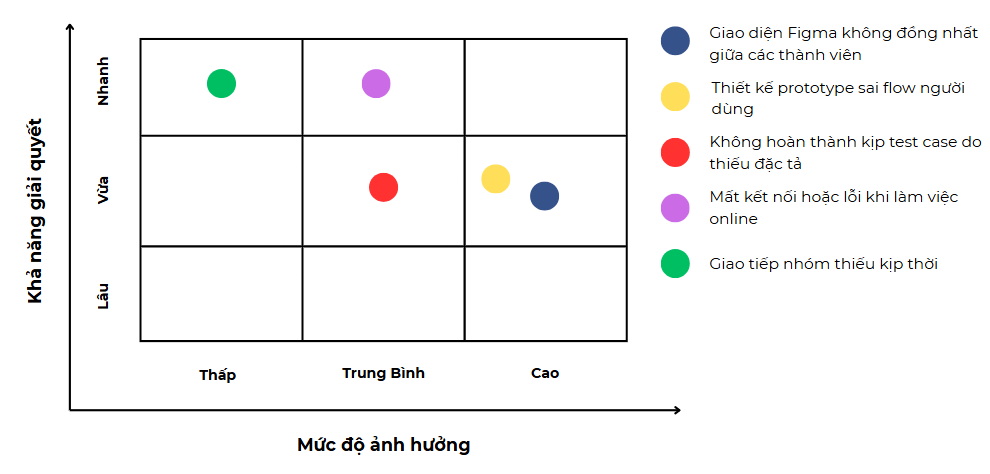 Khả năng giải quyết
Nhanh
Vừa
Lâu
Thấp
Trung Bình
Cao
Mức độ ảnh hưởng
Giao diện Figma không đồng nhất
giữa các thành viên
Thiết kế prototype sai flow người
dùng
Không hoàn thành kịp test case do
thiếu đặc tả
Mất kết nối hoặc lỗi khi làm việc
online
Giao tiếp nhóm thiếu kịp thời